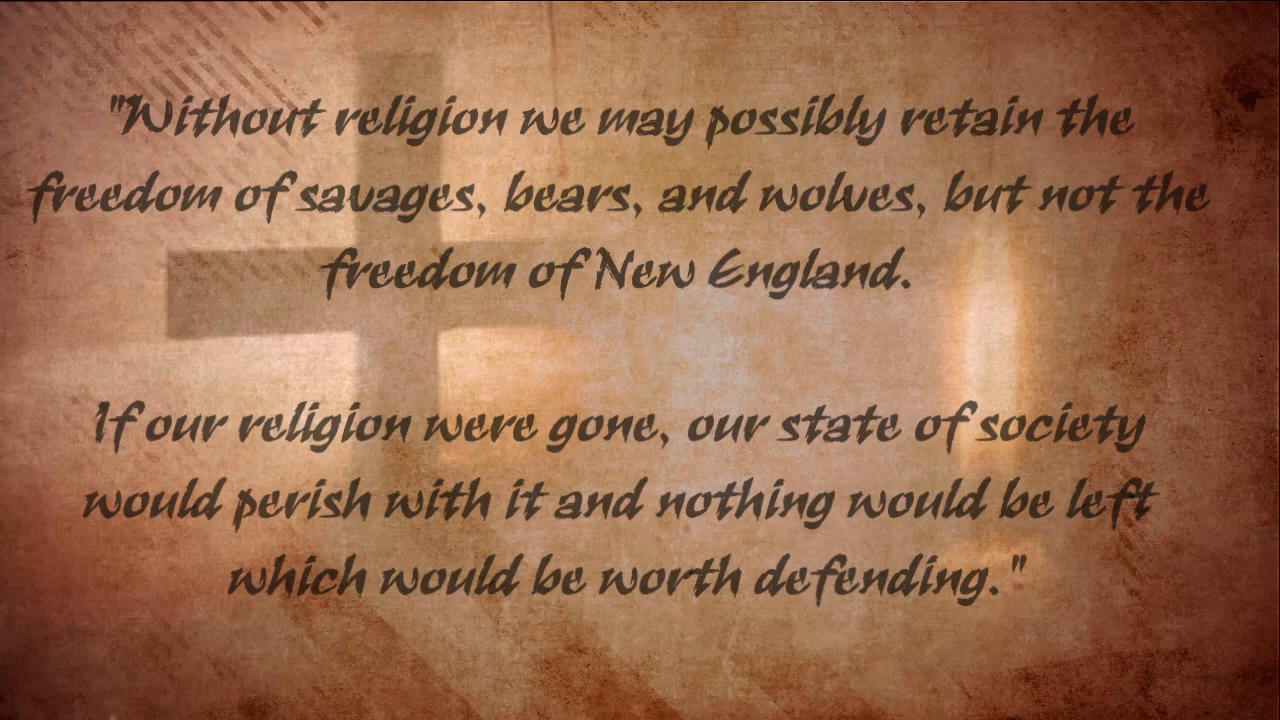 "Without religion we may possibly retain the
freedom of savages, bears, and wolves, but not the
freedom of New England.
If our religion were gone, our state of society
would perish with it and nothing would be left
which would be worth defending."